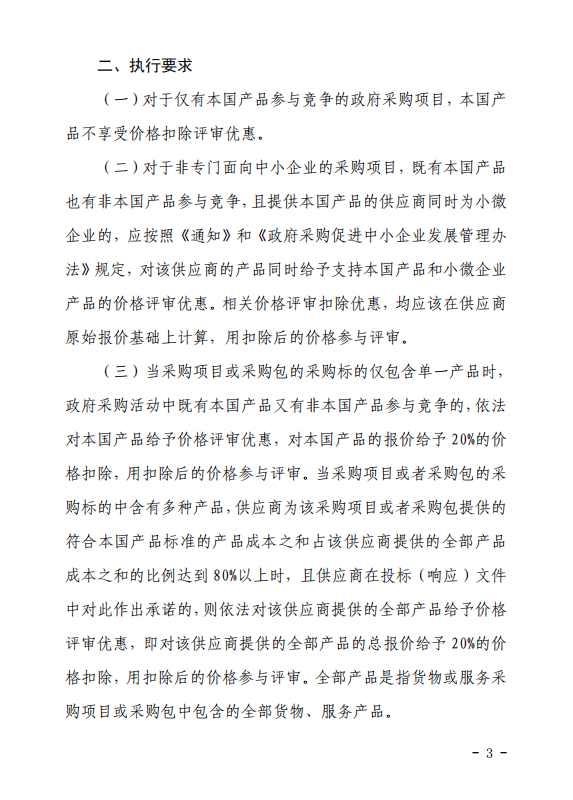 二、执行要求
（一）对于仅有本国产品参与竞争的政府采购项目，本国产
品不享受价格扣除评审优惠。
（二）对于非专门面向中小企业的采购项目，既有本国产品
也有非本国产品参与竞争，且提供本国产品的供应商同时为小微
企业的，应按照《通知》和《政府采购促进中小企业发展管理办
法》规定，对该供应商的产品同时给予支持本国产品和小微企业
产品的价格评审优惠。相关价格评审扣除优惠，均应该在供应商
原始报价基础上计算，用扣除后的价格参与评审。
（三）当采购项目或采购包的采购标的仅包含单一产品时，
政府采购活动中既有本国产品又有非本国产品参与竞争的，依法
对本国产品给予价格评审优惠，对本国产品的报价给予 20%的价
格扣除，用扣除后的价格参与评审。当采购项目或者采购包的采
购标的中含有多种产品，供应商为该采购项目或者采购包提供的
符合本国产品标准的产品成本之和占该供应商提供的全部产品
成本之和的比例达到 80%以上时，且供应商在投标（响应）文件
中对此作出承诺的，则依法对该供应商提供的全部产品给予价格
评审优惠，即对该供应商提供的全部产品的总报价给予 20%的价
格扣除，用扣除后的价格参与评审。全部产品是指货物或服务采
购项目或采购包中包含的全部货物、服务产品。
- 3 -